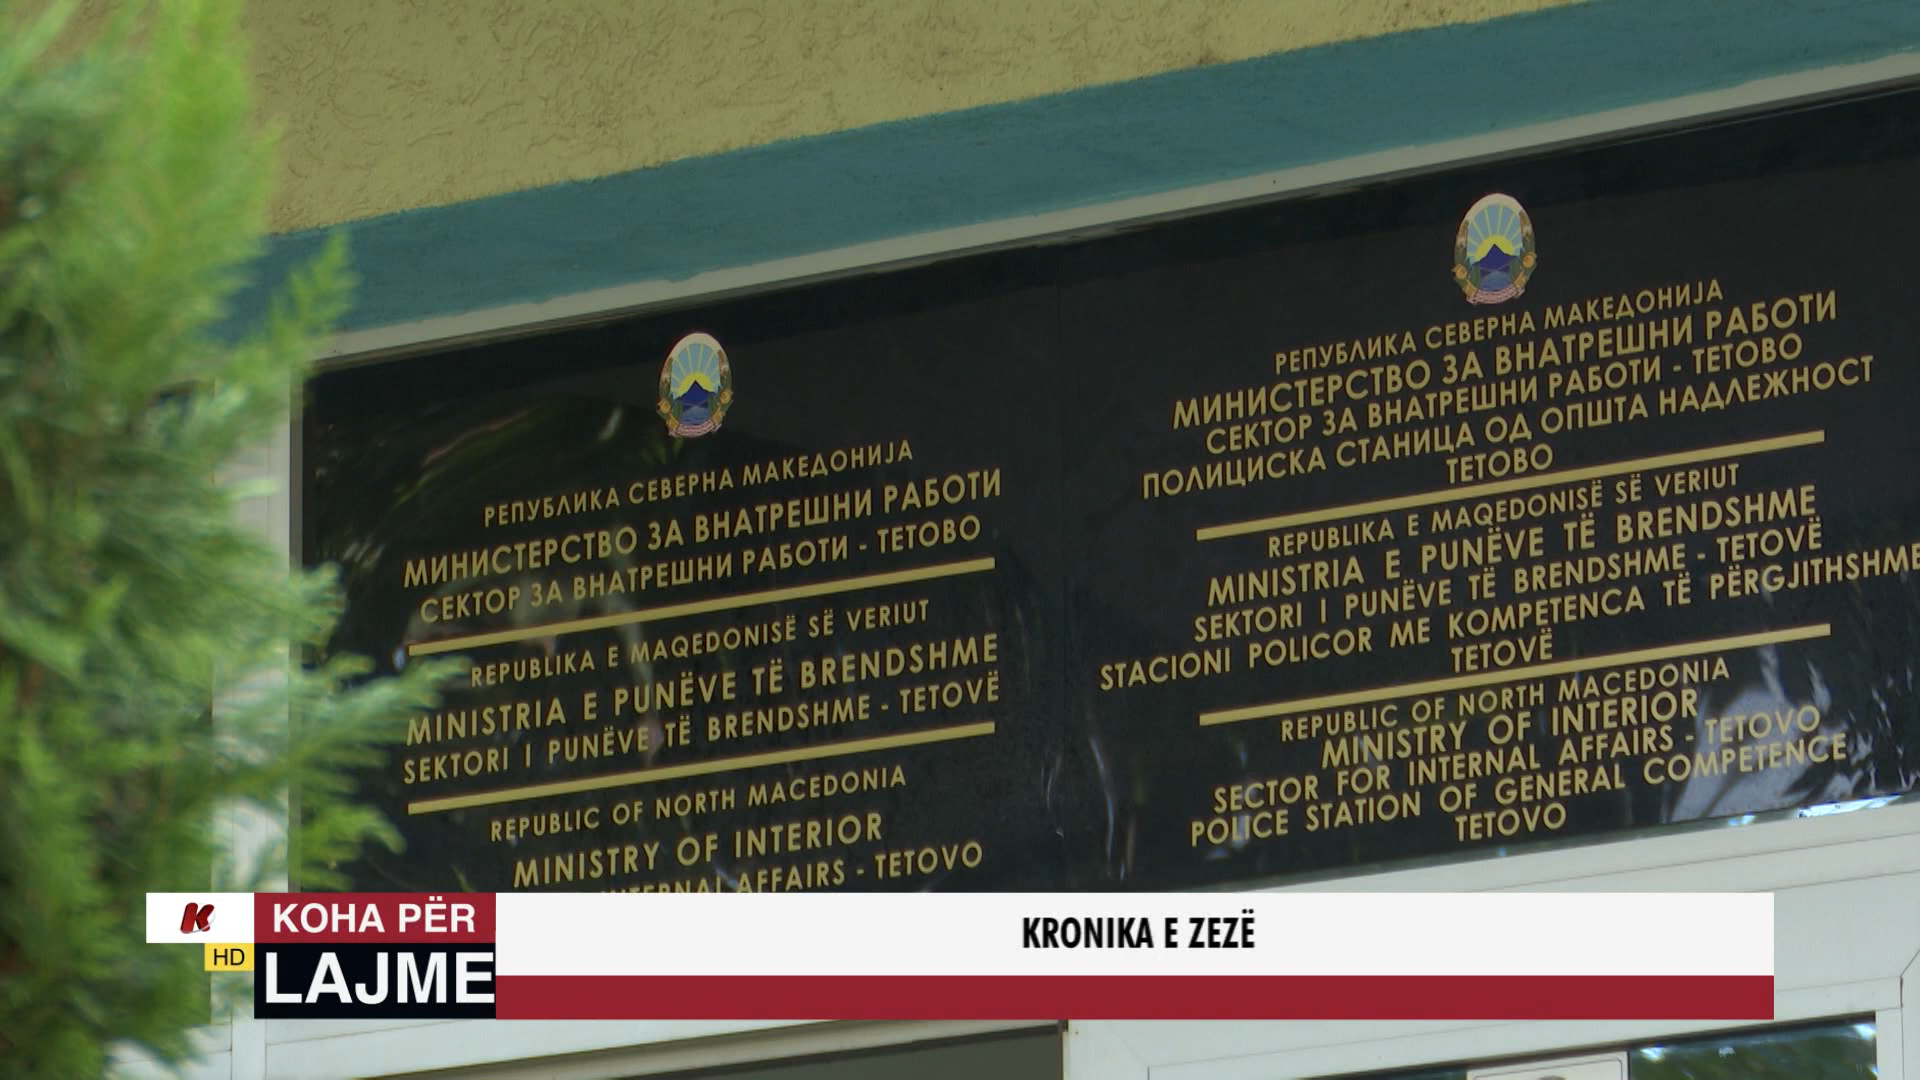 РЕПУБЛИКА СЕВЕРНА МАКЕДОНИЈА
МИНИСТЕРСТВО ЗА ВНАТРЕШНИ РАБОТИ
СЕКТОР ЗА ВНАТРЕШНИ РАБОТИ - ТЕТОВО
REPUBLIKA E MAQEDONISË SË VERIUT
MINISTRIA E PUNËVE TË BRENDSHME
SEKTORI I PUNËVE TË BRENDSHME - TETOVË
REPUBLIC OF NORTH MACEDONIA
MINISTRY OF INTERIOR
INTERNAL AFFAIRS - TETOVO
РЕПУБЛИКА СЕВЕРНА МАКЕДОНИЈА
МИНИСТЕРСТВО ЗА ВНАТРЕШНИ РАБОТИ
СЕКТОР ЗА ВНАТРЕШНИ РАБОТИ - ТЕТОВО
ПОЛИЦИСКА СТАНИЦА ОД ОПШТА НАДЛЕЖНОСТ
ТЕТОВО
REPUBLIKA E MAQEDONISË SË VERIUT
MINISTRIA E PUNËVE TË BRENDSHME
SEKTORI I PUNËVE TË BRENDSHME - TETOVË
STACIONI POLICOR ME KOMPETENCA TË PËRGJITHSHME
TETOVË
REPUBLIC OF NORTH MACEDONIA
MINISTRY OF INTERIOR
SECTOR FOR INTERNAL AFFAIRS - TETOVO
POLICE STATION OF GENERAL COMPETENCE
TETOVO
K
HD
KOHA PËR
LAJME
KRONIKA E ZEZË